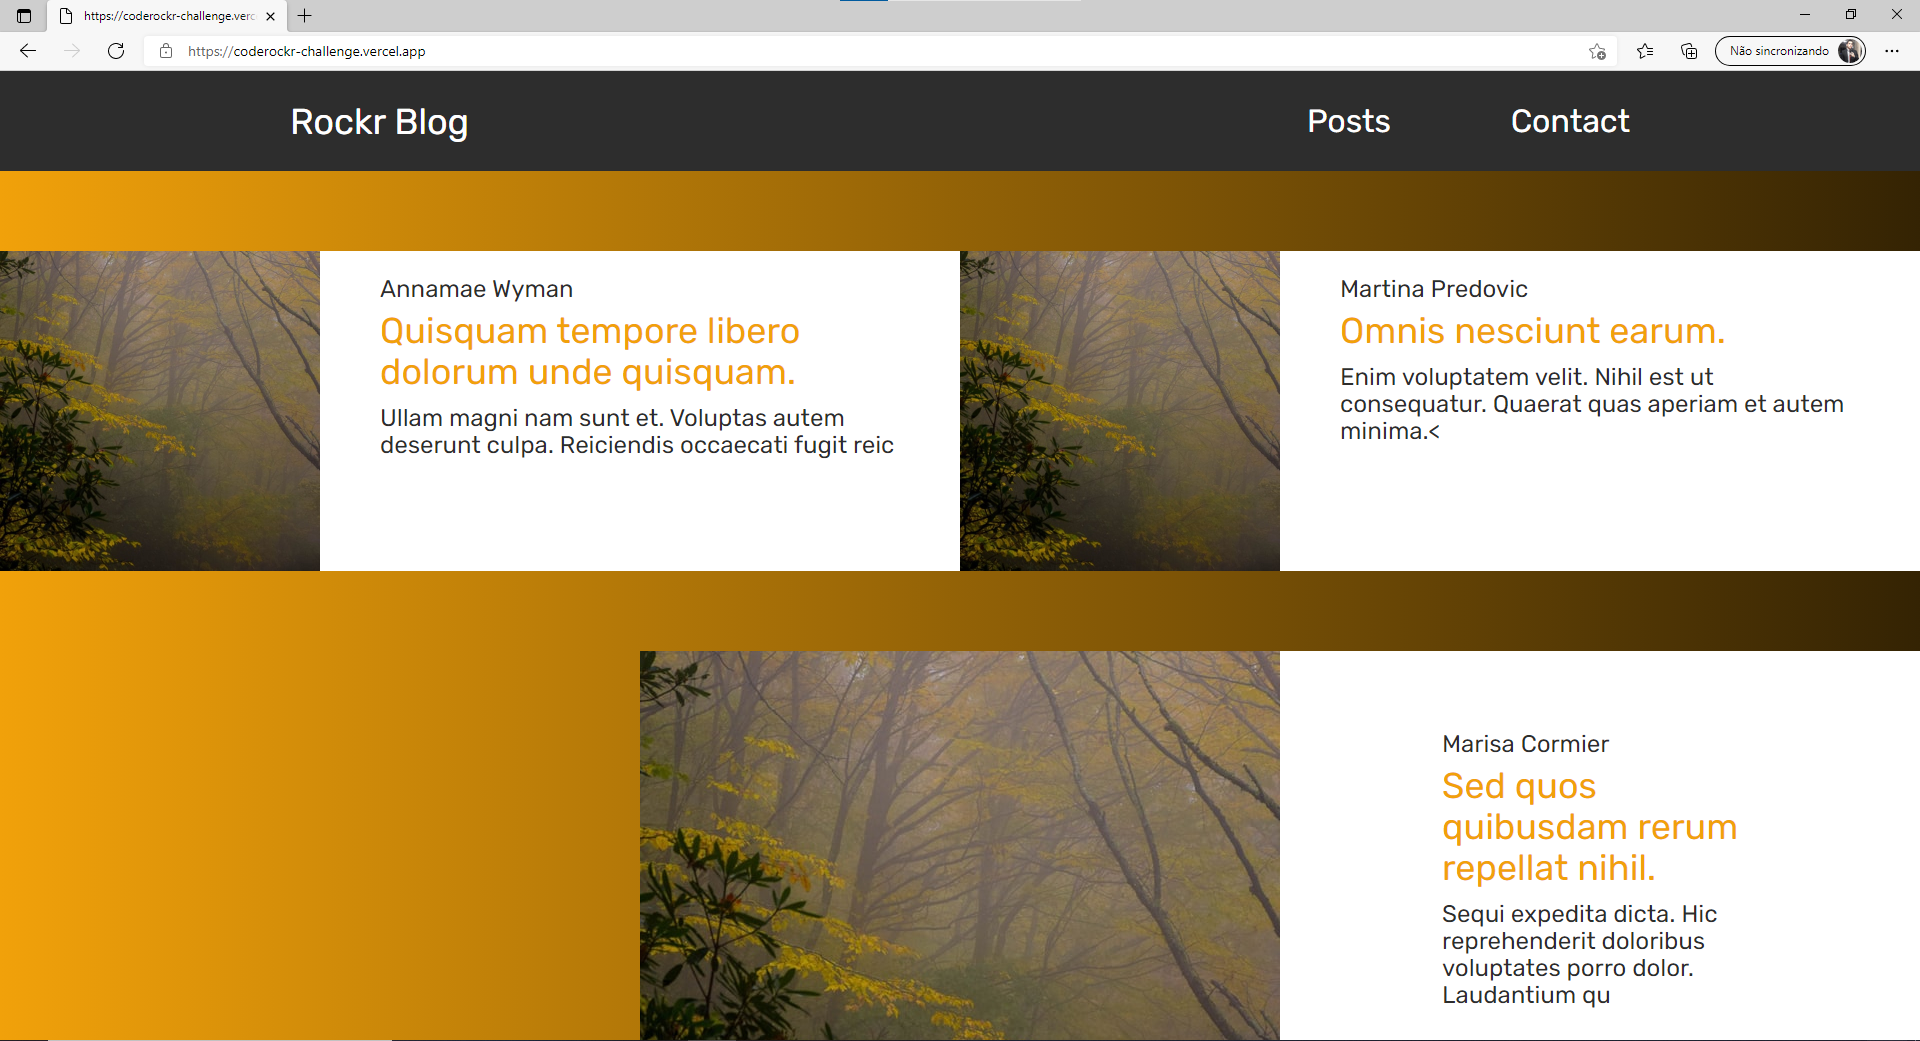 https://coderockr-challenge.verc
https://coderockr-challenge.vercel.app
Não sincronizando
Rockr Blog
Posts
Contact
Annamae Wyman
Quisquam tempore libero
dolorum unde quisquam.
Ullam magni nam sunt et. Voluptas autem
deserunt culpa. Reiciendis occaecati fugit reic
Martina Predovic
Omnis nesciunt earum.
Enim voluptatem velit. Nihil est ut
consequatur. Quaerat quas aperiam et autem
minima.<
Marisa Cormier
Sed quos
quibusdam rerum
repellat nihil.
Sequi expedita dicta. Hic
reprehenderit doloribus
voluptates porro dolor.
Laudantium qu